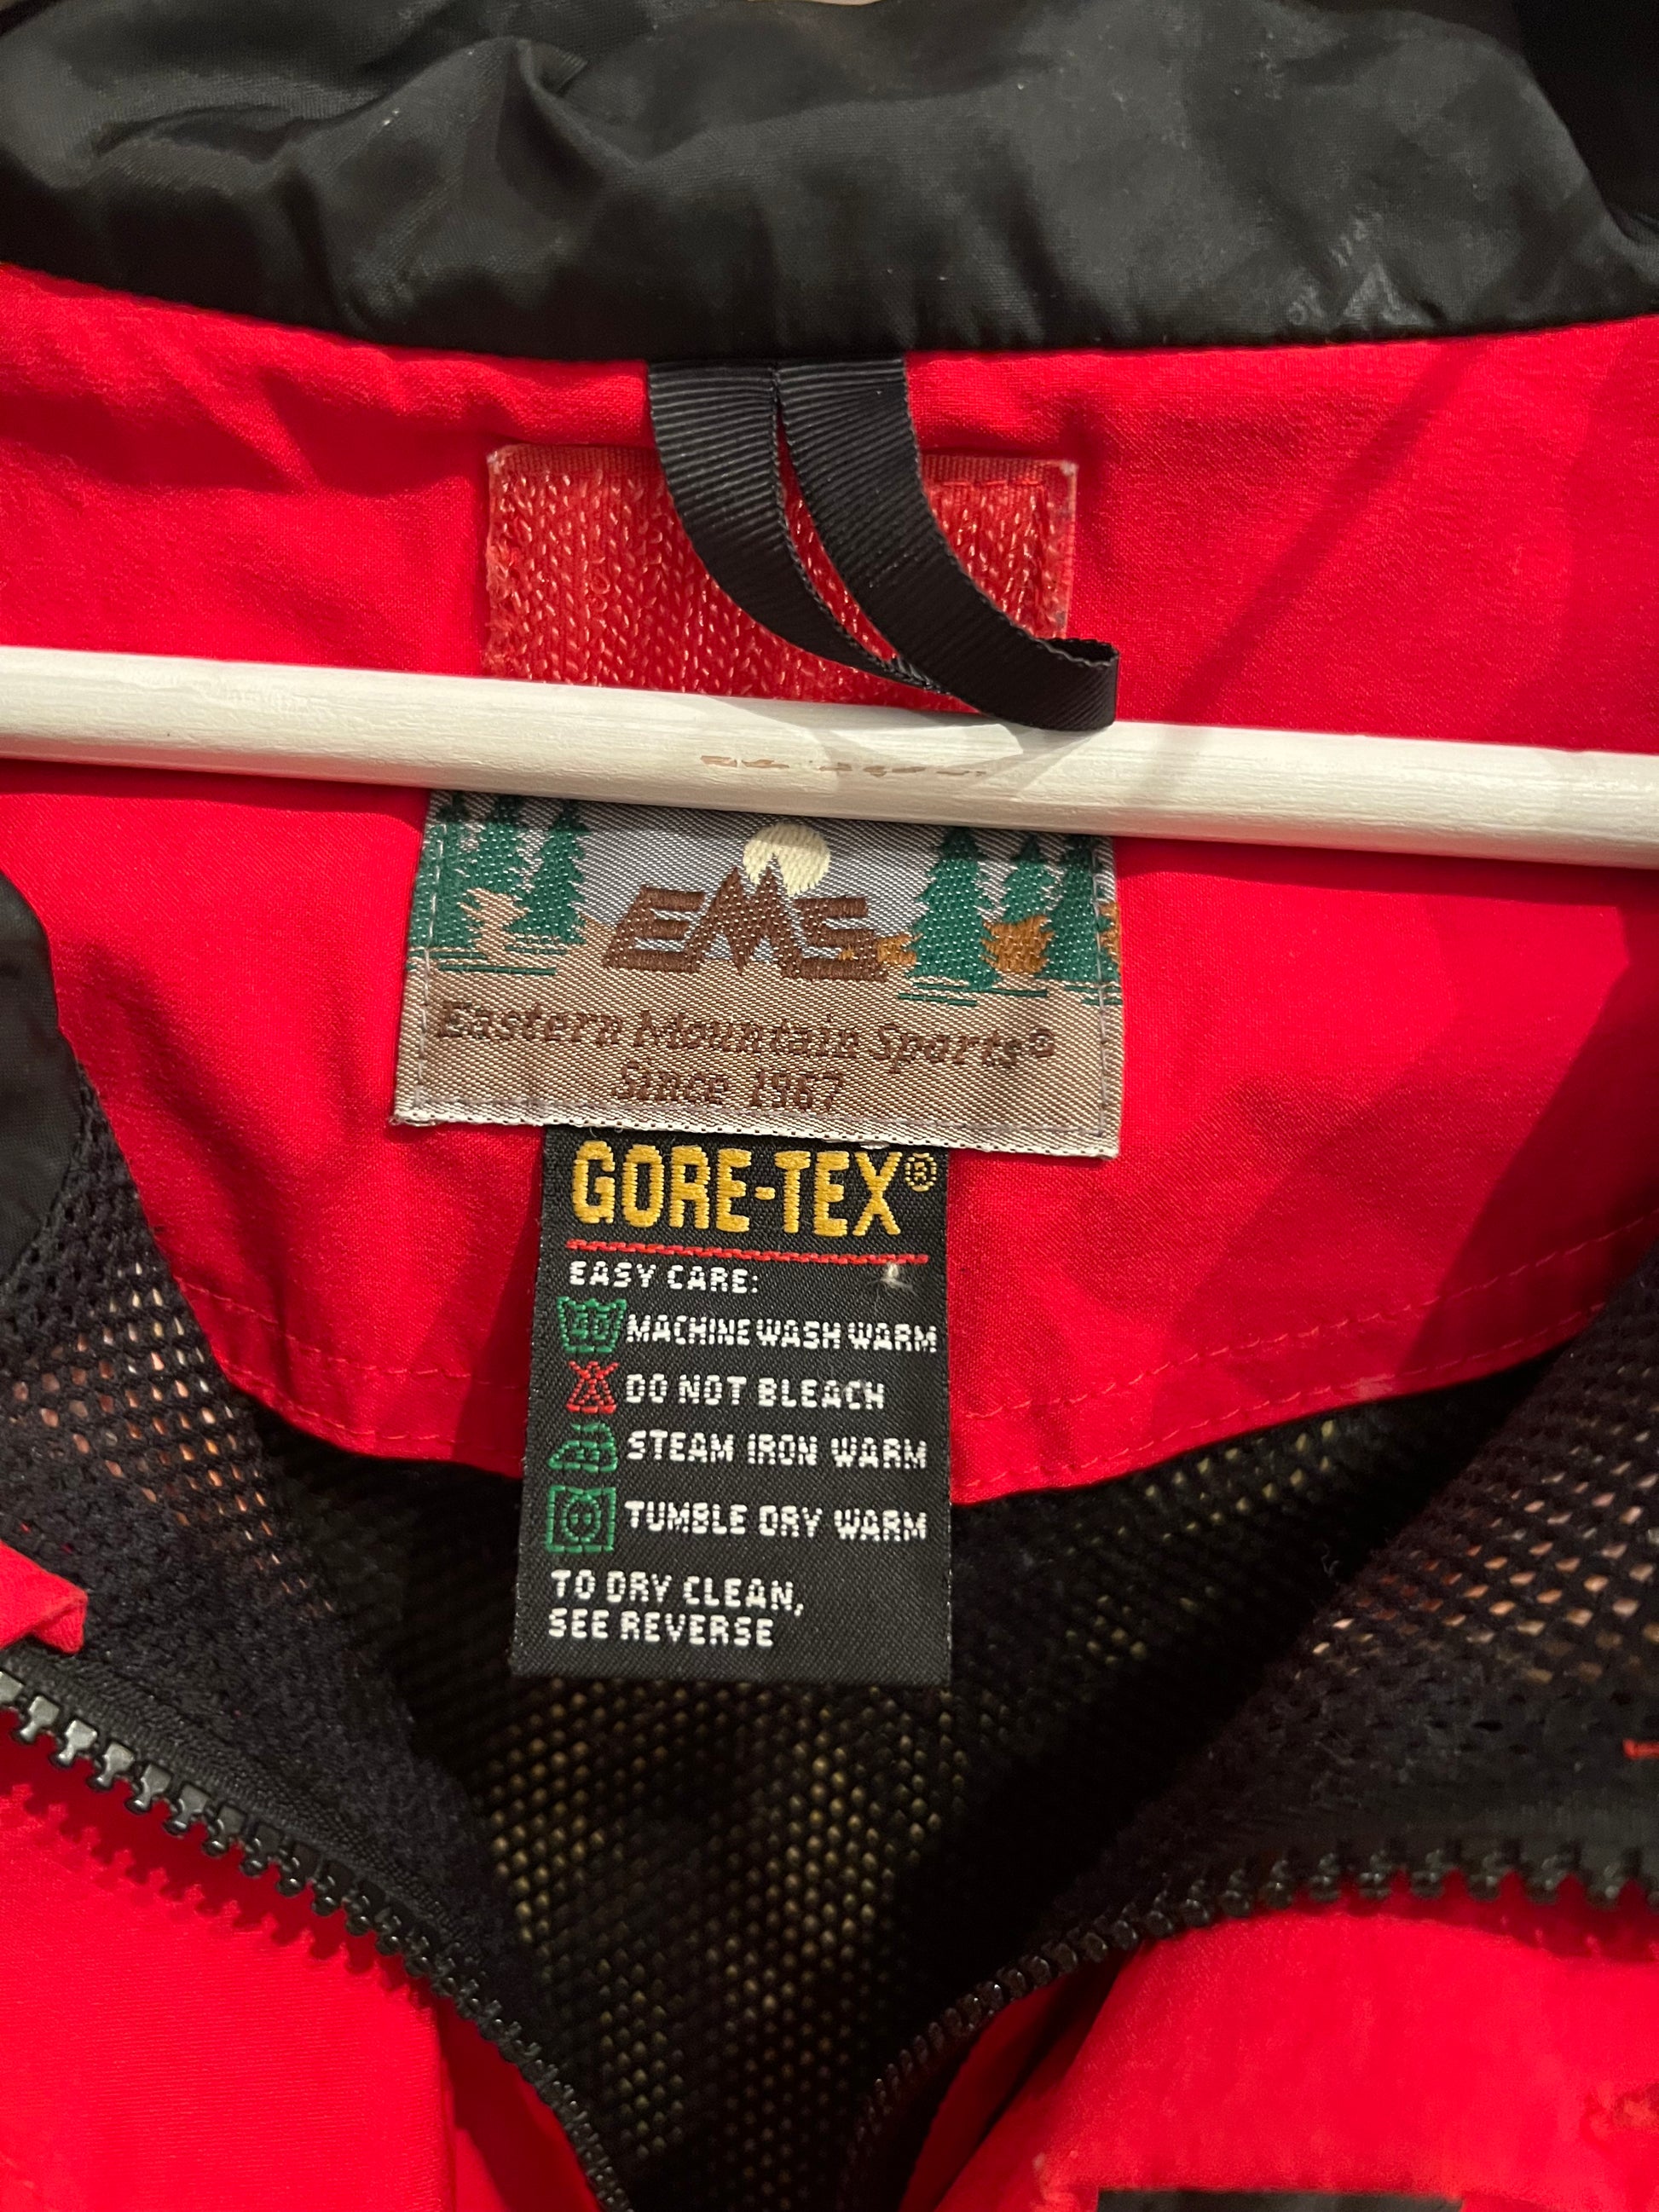 EMS
Eastern Mountain Sports®
Since 1967
GORE-TEX®
EASY CARE:
40 MACHINE WASH WARM
DO NOT BLEACH
STEAM IRON WARM
TUMBLE DRY WARM
TO DRY CLEAN,
SEE REVERSE